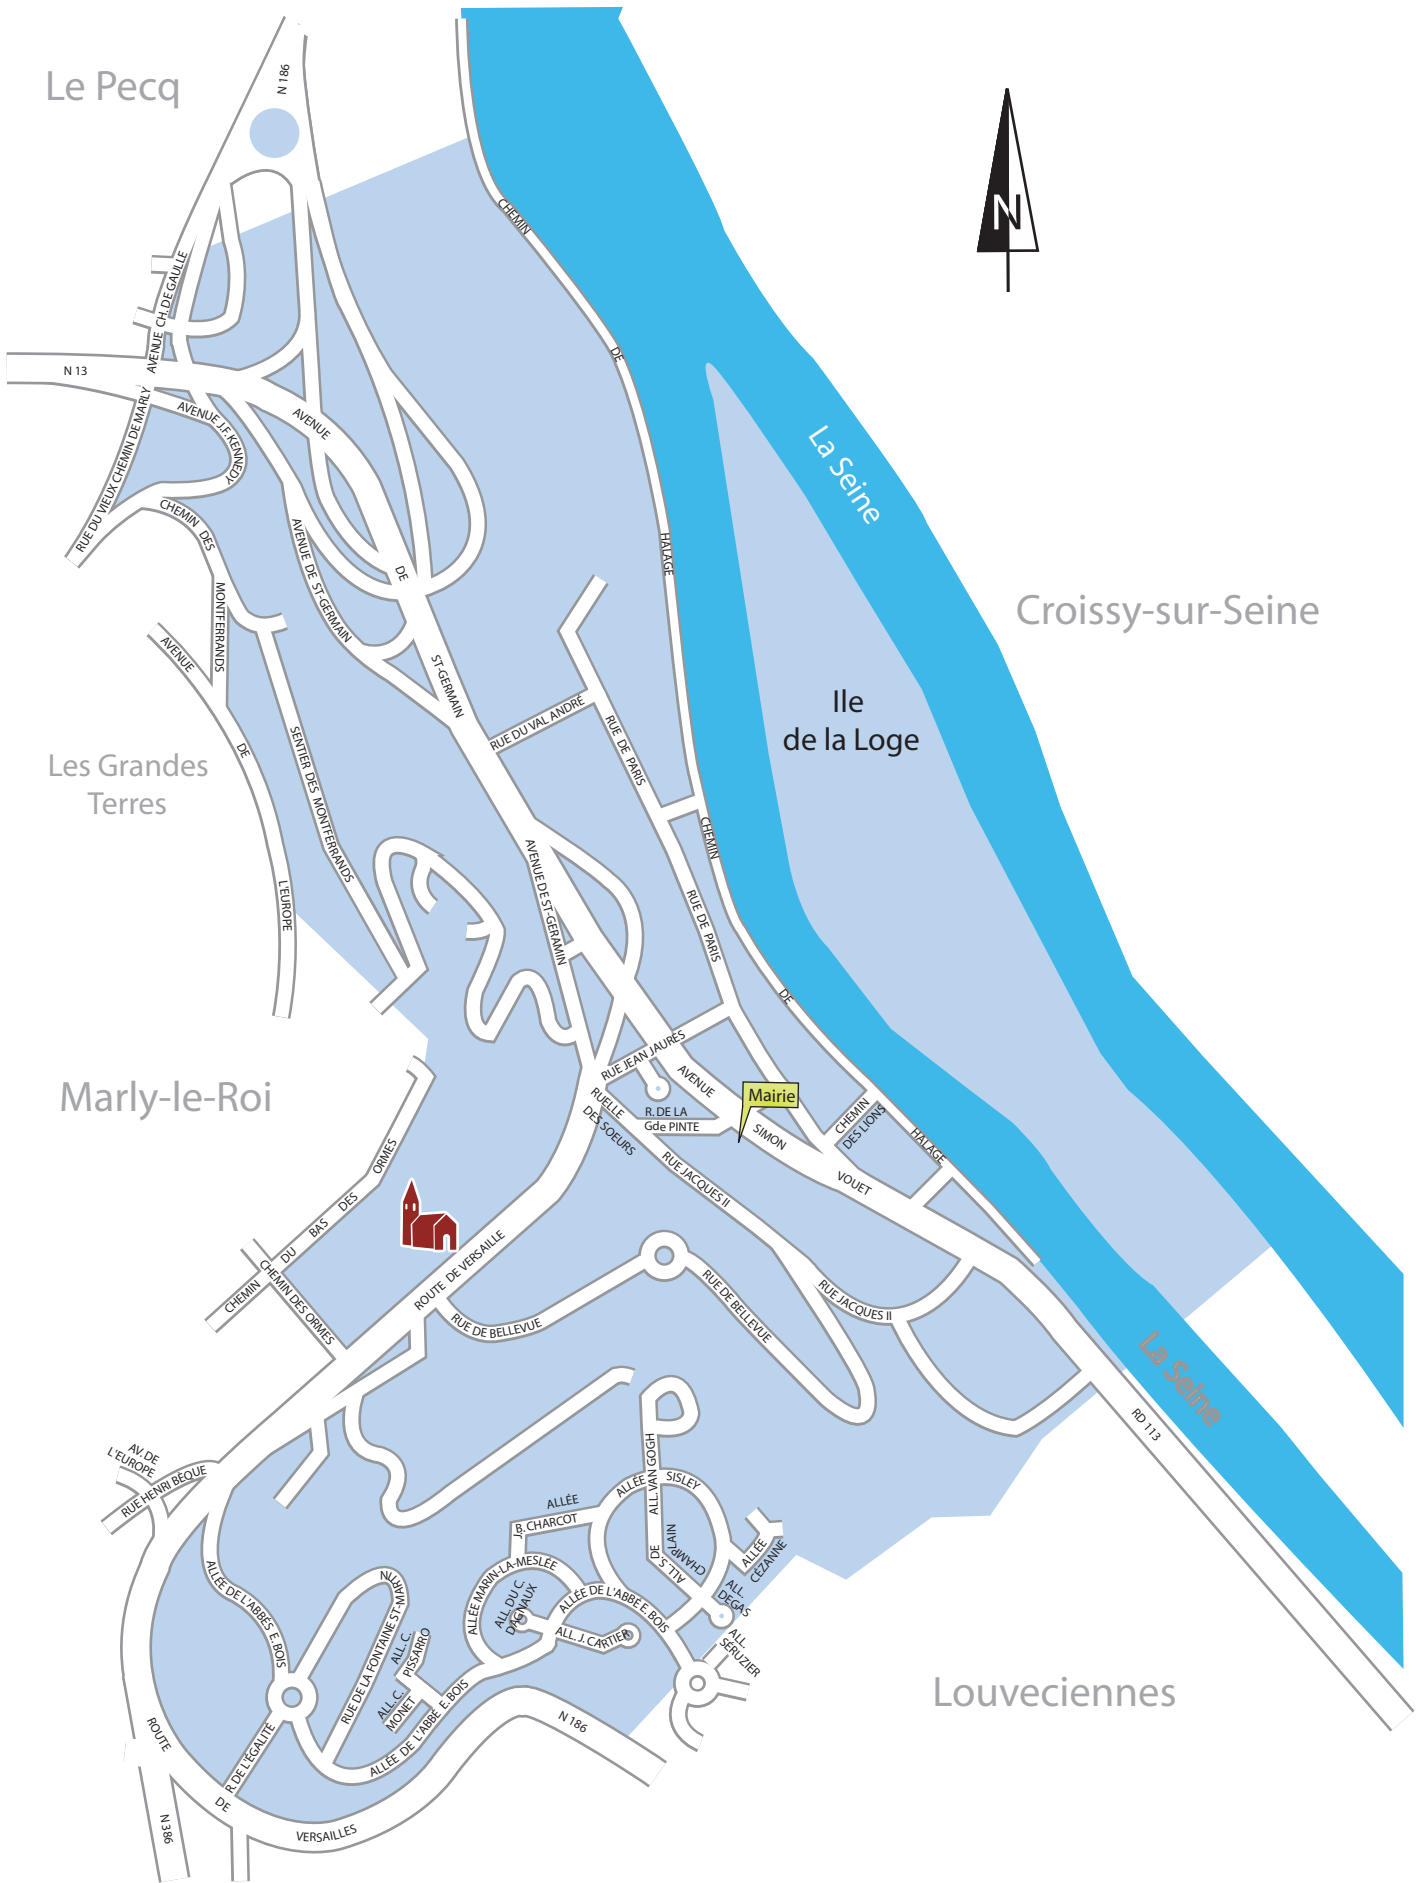 Le Pecq
N 186
CHEMIN
AVENUE CH. DE GAULLE
DE
N 13
RUE DU VIEUX CHEMIN DE MARLY
AVENUE J.F. KENNEDY
AVENUE
La Seine
CHEMIN DES
MONTFERRANDS
AVENUE DE ST-GERMAIN
DE
HALAGE
Croissy-sur-Seine
AVENUE
ST-GERMAIN
RUE DU VAL ANDRÉ
RUE DE PARIS
Ile
de la Loge
DE
Les Grandes
Terres
SENTIER DES MONTFERRANDS
CHEMIN
L'EUROPE
AVENUE DE ST-GERAMIN
RUE DE PARIS
DE
Marly-le-Roi
RUE JEAN JAURÈS
AVENUE
Mairie
RUELLE
DES SOEURS
R. DE LA
Gde PINTE
SIMON
CHEMIN
DES LIONS
HALAGE
VOUET
RUE JACQUES II
CHEMIN DU BAS DES ORMES
CHEMIN DES ORMES
ROUTE DE VERSAILLE
RUE DE BELLEVUE
RUE DE BELLEVUE
RUE JACQUES II
La Seine
RD 113
AV. DE
L'EUROPE
RUE HENRI BÈQUE
ALL. VAN GOGH
ALLÉE SISLEY
ALLÉE
J.B. CHARCOT
ALL. S. DE
CHAMPLAIN
ALLÉE
CÉZANNE
ALLÉE MARIN-LA-MESLÉE
ALL. DU C.
DAGNAUX
ALLÉE DE L'ABBÉ E. BOIS
ALL.
DEGAS
ALL. J. CARTIER
ALL.
SÉRUZIER
ALLÉE DE L'ABBÉS E. BOIS
RUE DE LA FONTAINE ST-MARTIN
ALL. C.
PISSARRO
ALL. C.
MONET
ALLÉE DE L'ABBÉ E. BOIS
Louveciennes
N 186
ROUTE
R. DE L'ÉGALITÉ
DE
N 386
VERSAILLES
N